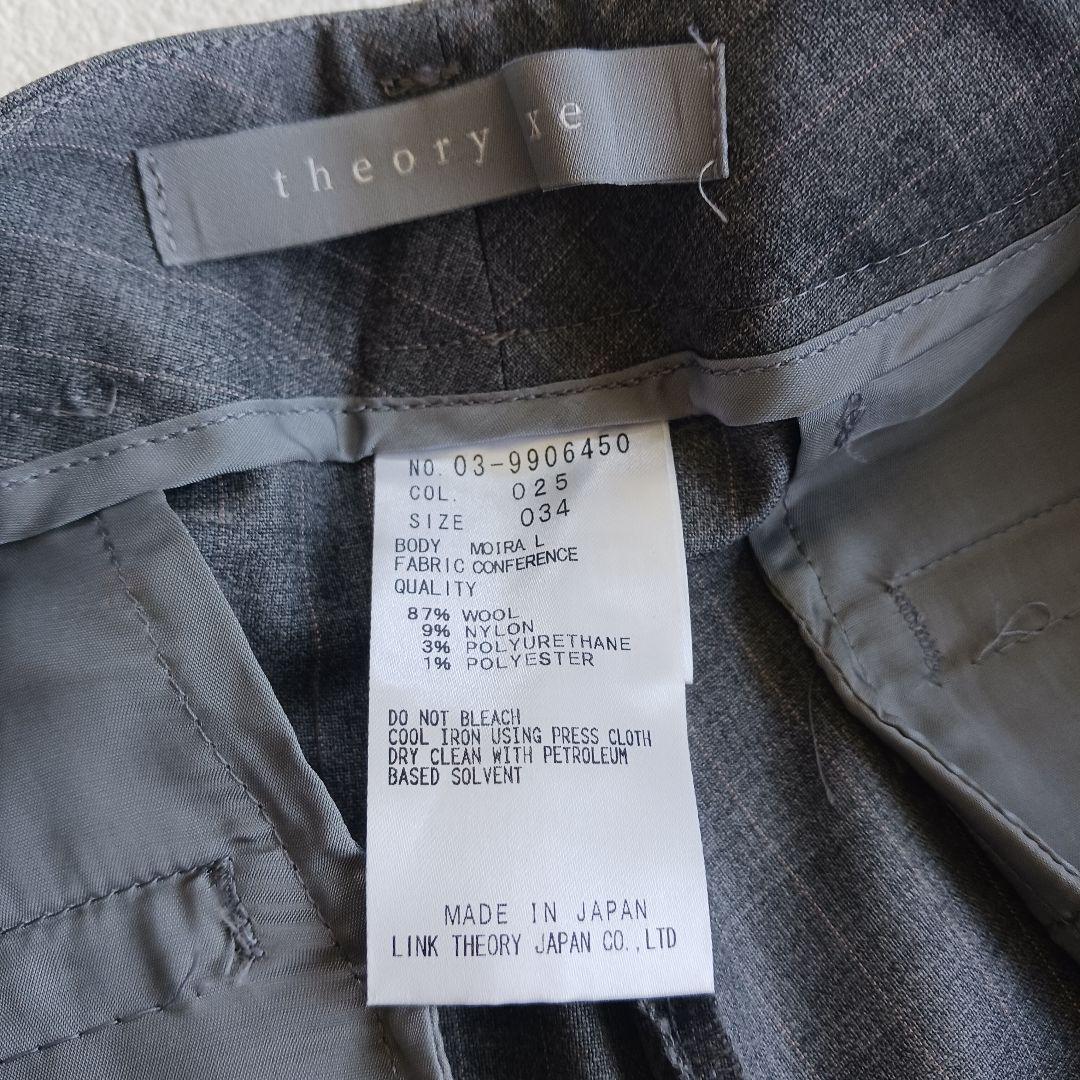 theory xe
NO. 03-9906450
COL. 025
SIZE 034
BODY MOIRA L
FABRIC CONFERENCE
QUALITY
87% WOOL
9% NYLON
3% POLYURETHANE
1% POLYESTER
DO NOT BLEACH
COOL IRON USING PRESS CLOTH
DRY CLEAN WITH PETROLEUM
BASED SOLVENT
MADE IN JAPAN
LINK THEORY JAPAN CO.,LTD